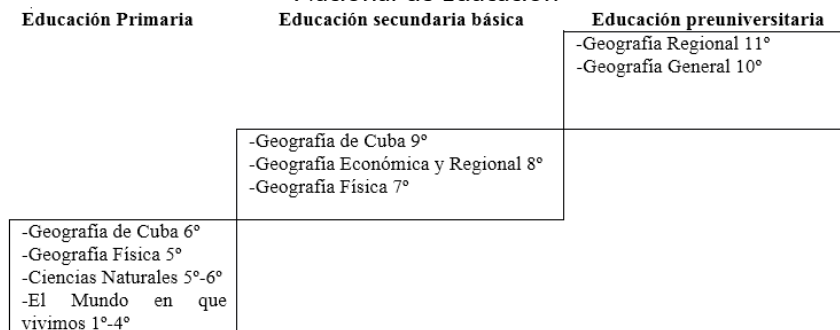 Nacional de Educación
Educación Primaria
Educación secundaria básica
Educación preuniversitaria
-Geografía Regional 11º
-Geografía General 10º
-Geografía de Cuba 9º
-Geografía Económica y Regional 8º
-Geografía Física 7º
-Geografía de Cuba 6º
-Geografía Física 5º
-Ciencias Naturales 5º-6º
-El Mundo en que
vivimos 1º-4º